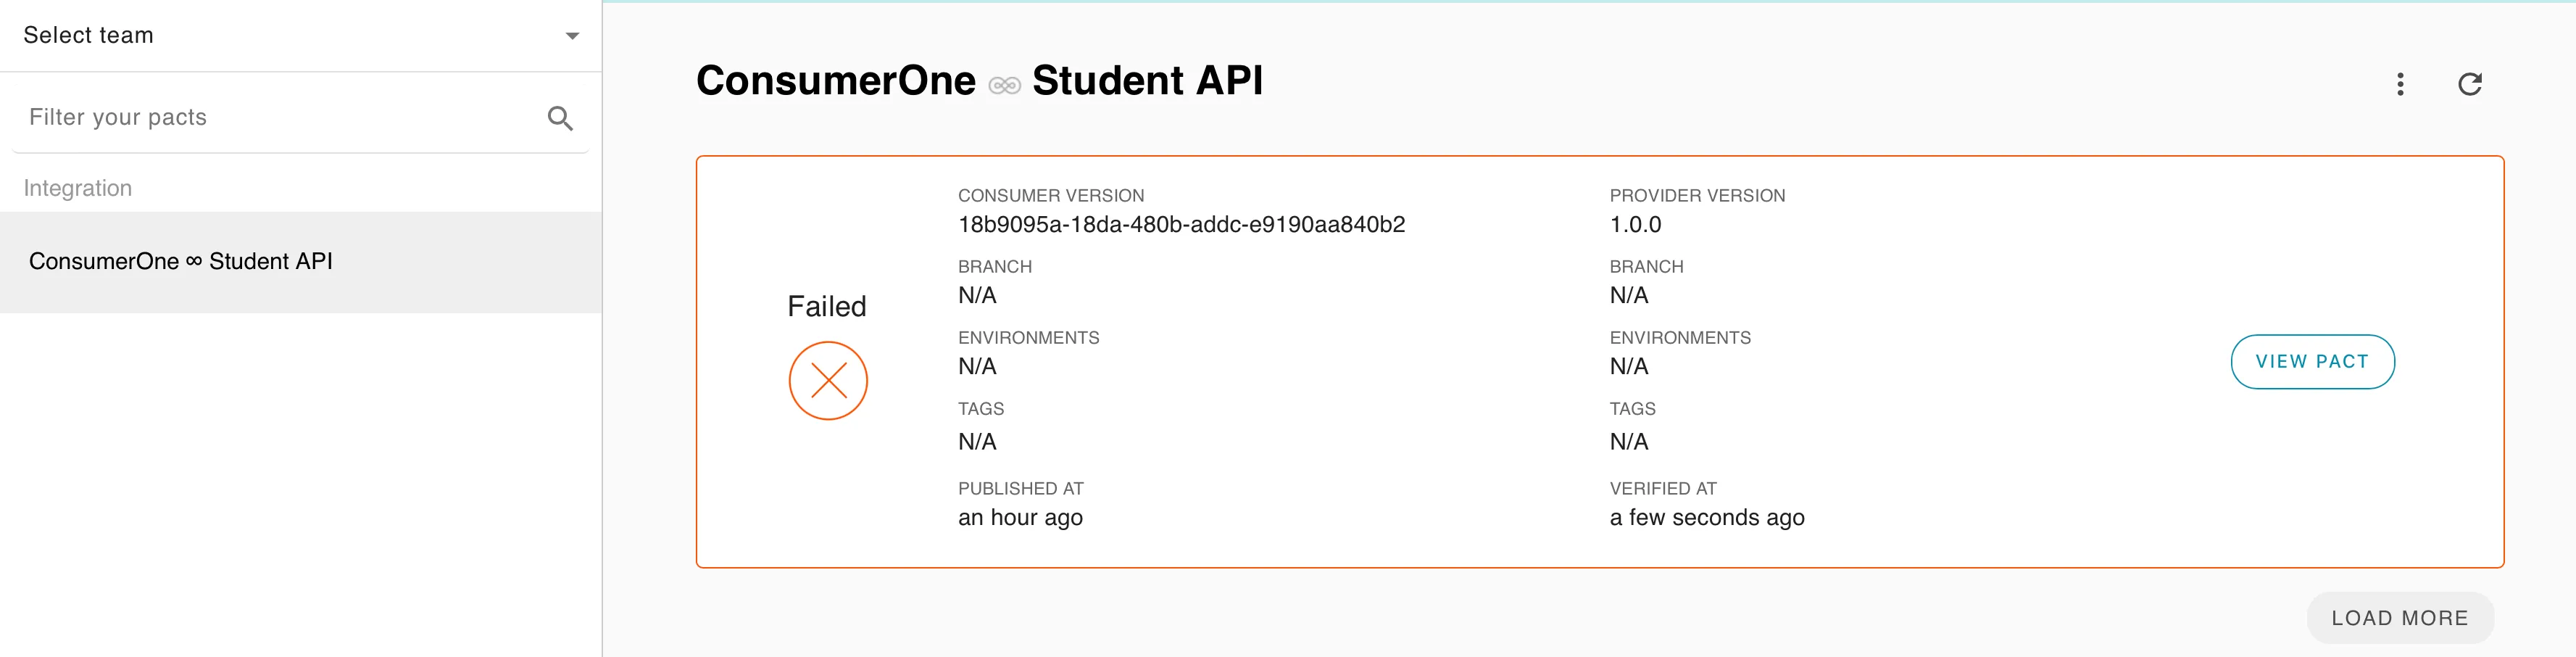 Select team
Filter your pacts
Integration
ConsumerOne ∞ Student API
ConsumerOne ∞ Student API
Failed
CONSUMER VERSION
18b9095a-18da-480b-addc-e9190aa840b2
BRANCH
N/A
ENVIRONMENTS
N/A
TAGS
N/A
PUBLISHED AT
an hour ago
PROVIDER VERSION
1.0.0
BRANCH
N/A
ENVIRONMENTS
N/A
TAGS
N/A
VERIFIED AT
a few seconds ago
VIEW PACT
LOAD MORE